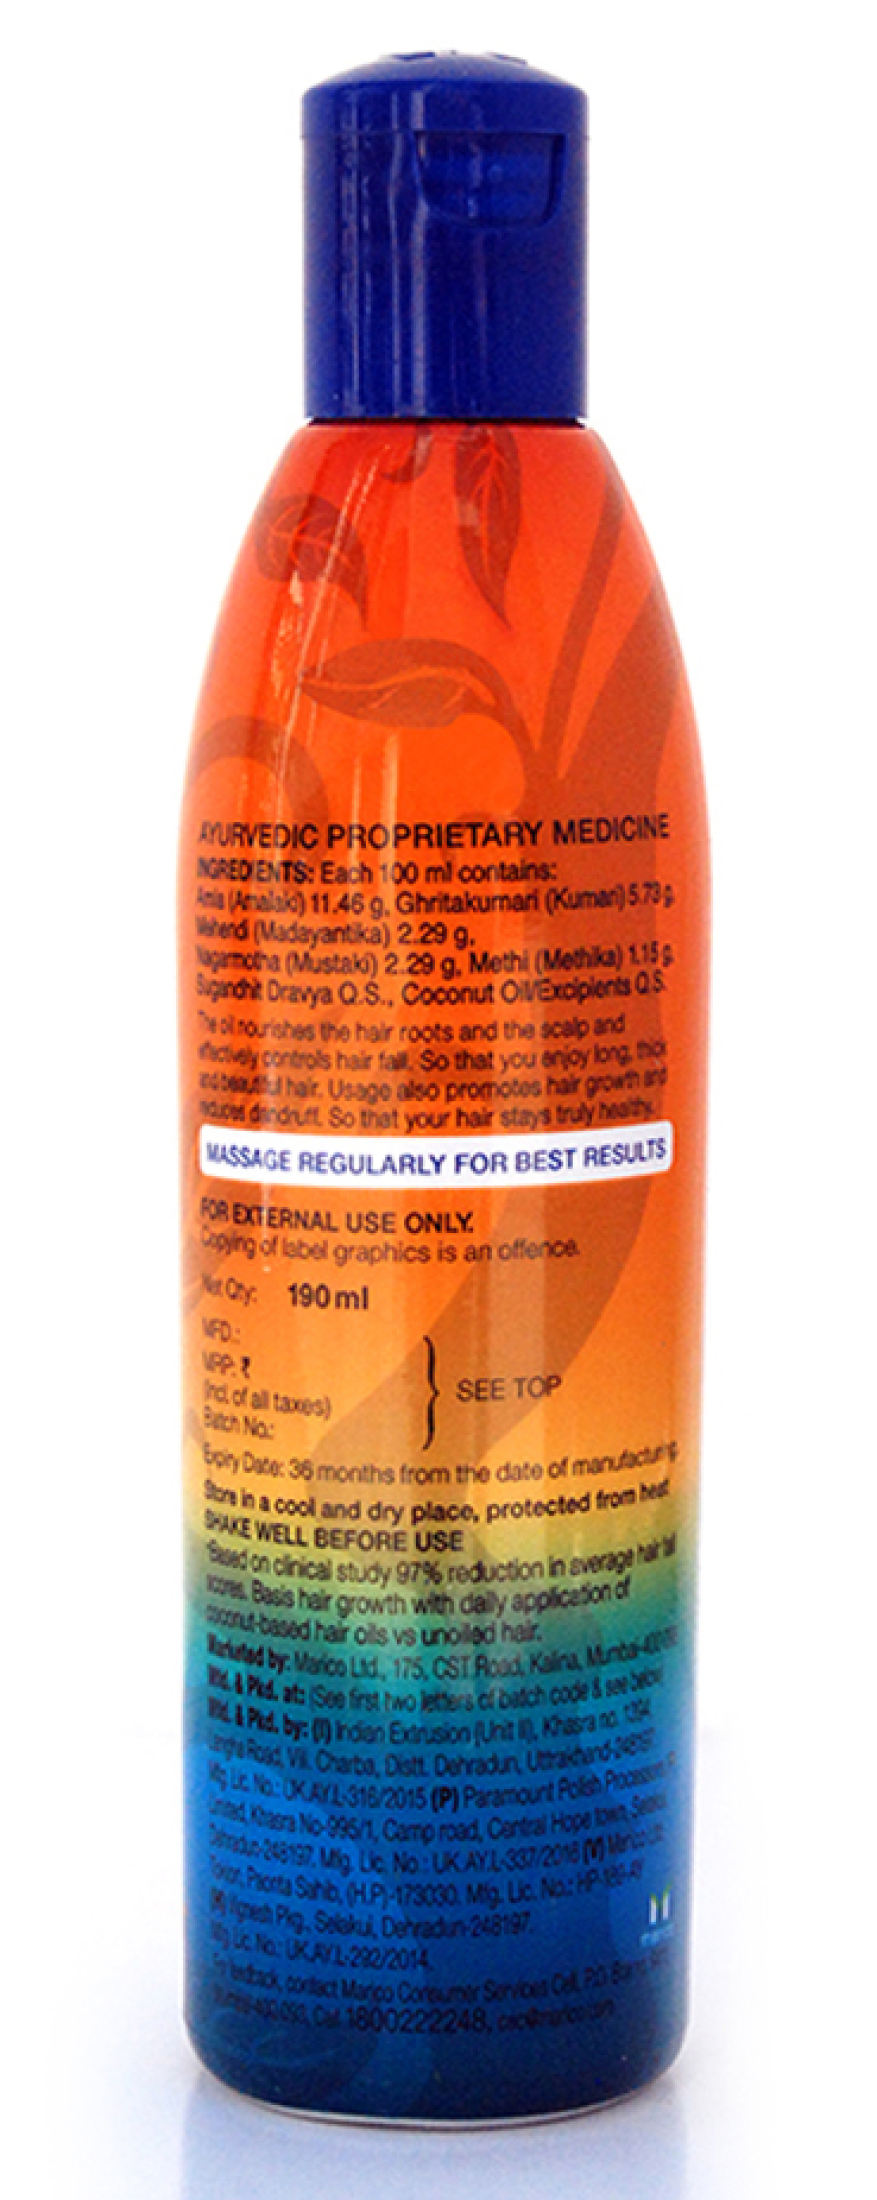 AYURVEDIC PROPRIETARY MEDICINE
INGREDIENTS: Each 100 ml contains:
Amla (Amalaki) 11.46 g, Ghritakumari (Kumari) 5.73 g,
Mehendi (Madayantika) 2.29 g,
Nagarmotha (Mustaki) 2.29 g, Methi (Methika) 1.15 g,
Sugandhit Dravya Q.S., Coconut Oil/Excipients Q.S.
The oil nourishes the hair roots and the scalp and
effectively controls hair fall. So that you enjoy long, thick
and beautiful hair. Usage also promotes hair growth and
reduces dandruff. So that your hair stays truly healthy.
MASSAGE REGULARLY FOR BEST RESULTS
FOR EXTERNAL USE ONLY.
Copying of label graphics is an offence.
Net Qty: 190 ml
MFD.:
MRP: ₹
(incl. of all taxes)
Batch No.:
SEE TOP
Expiry Date: 36 months from the date of manufacturing.
Store in a cool and dry place, protected from heat
SHAKE WELL BEFORE USE
*Based on clinical study 97% reduction in average hair fall
scores. Basis hair growth with daily application of
coconut-based hair oils vs unoiled hair.
Marketed by: Marico Ltd., 175, CST Road, Kalina, Mumbai-
Mfd. & Pkd. at: (See first two letters of batch code & see below)
Mfd. & Pkd. by: (I) Indian Extrusion (Unit II), Khasra no. 1394,
Langha Road, Vill. Charba, Distt. Dehradun, Uttrakhand-248197.
Mfg. Lic. No.: UK.AY.L-316/2015 (P) Paramount Polish Processors
Khasra No-995/1, Camp road, Central Hope town, Selaqui,
Dehradun-248197. Mfg. Lic. No.: UK.AY.L-337/2016 (V) Marico Ltd.
Paonta Sahib, (H.P)-173030. Mfg. Lic. No.:
Vignesh Pkg., Selakui, Dehradun-248197.
Mfg Lic. No.: UK.AY.L-292/2014.
For feedback, contact Marico Consumer Services Cell, P.O. Box
Call 1800222248,
marico